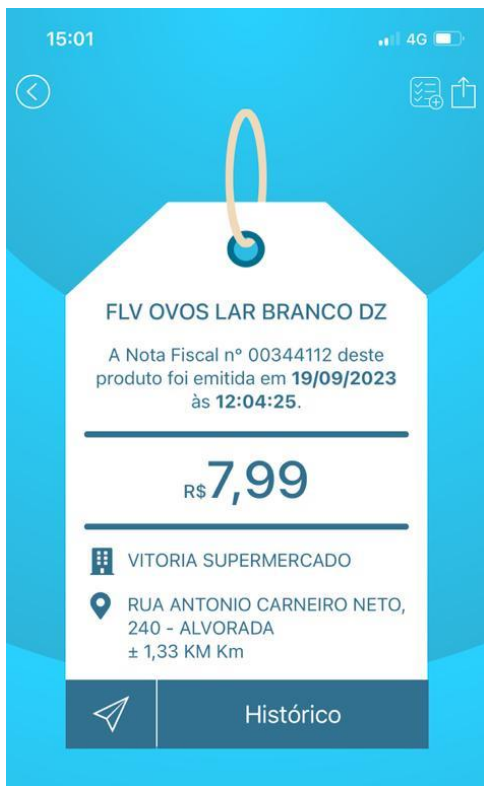 15:01
4G
FLV OVOS LAR BRANCO DZ
A Nota Fiscal nº 00344112 deste
produto foi emitida em 19/09/2023
às 12:04:25.
R$7,99
VITORIA SUPERMERCADO
RUA ANTONIO CARNEIRO NETO,
240 - ALVORADA
± 1,33 KM Km
Histórico